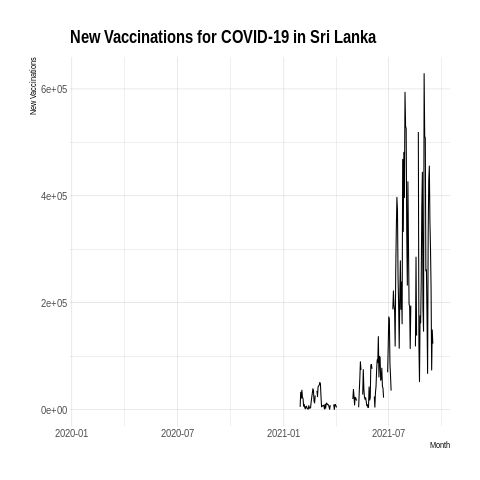 New Vaccinations for COVID-19 in Sri Lanka
New Vaccinations
6e+05
4e+05
2e+05
0e+00
2020-01 2020-07 2021-01 2021-07
Month